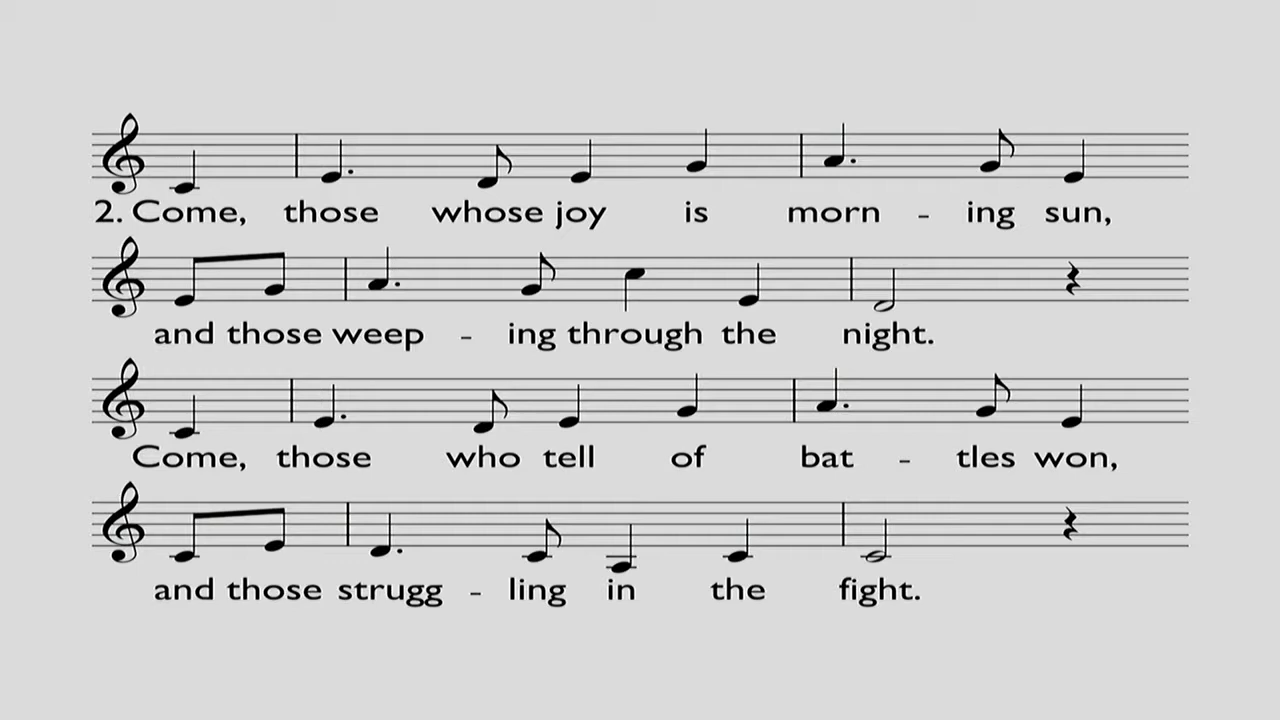 2. Come, those whose joy is morn - ing sun,
and those weep - ing through the night.
Come, those who tell of bat - tles won,
and those strugg - ling in the fight.